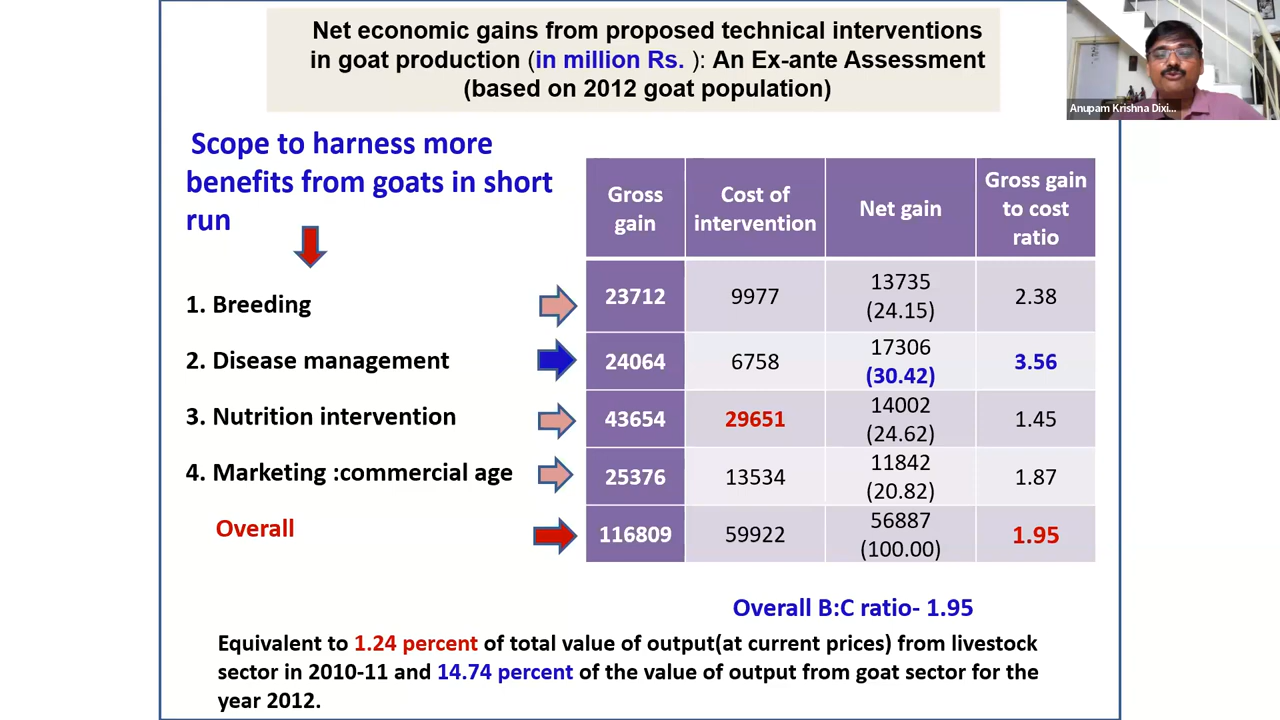 Net economic gains from proposed technical interventions
in goat production (in million Rs. ): An Ex-ante Assessment
(based on 2012 goat population)
Anupam Krishna Dixi...
Scope to harness more
benefits from goats in short
run
Gross gain Cost of intervention Net gain Gross gain to cost ratio
1. Breeding 23712 9977 13735 (24.15) 2.38
2. Disease management 24064 6758 17306 (30.42) 3.56
3. Nutrition intervention 43654 29651 14002 (24.62) 1.45
4. Marketing :commercial age 25376 13534 11842 (20.82) 1.87
Overall 116809 59922 56887 (100.00) 1.95
Overall B:C ratio- 1.95
Equivalent to 1.24 percent of total value of output(at current prices) from livestock
sector in 2010-11 and 14.74 percent of the value of output from goat sector for the
year 2012.